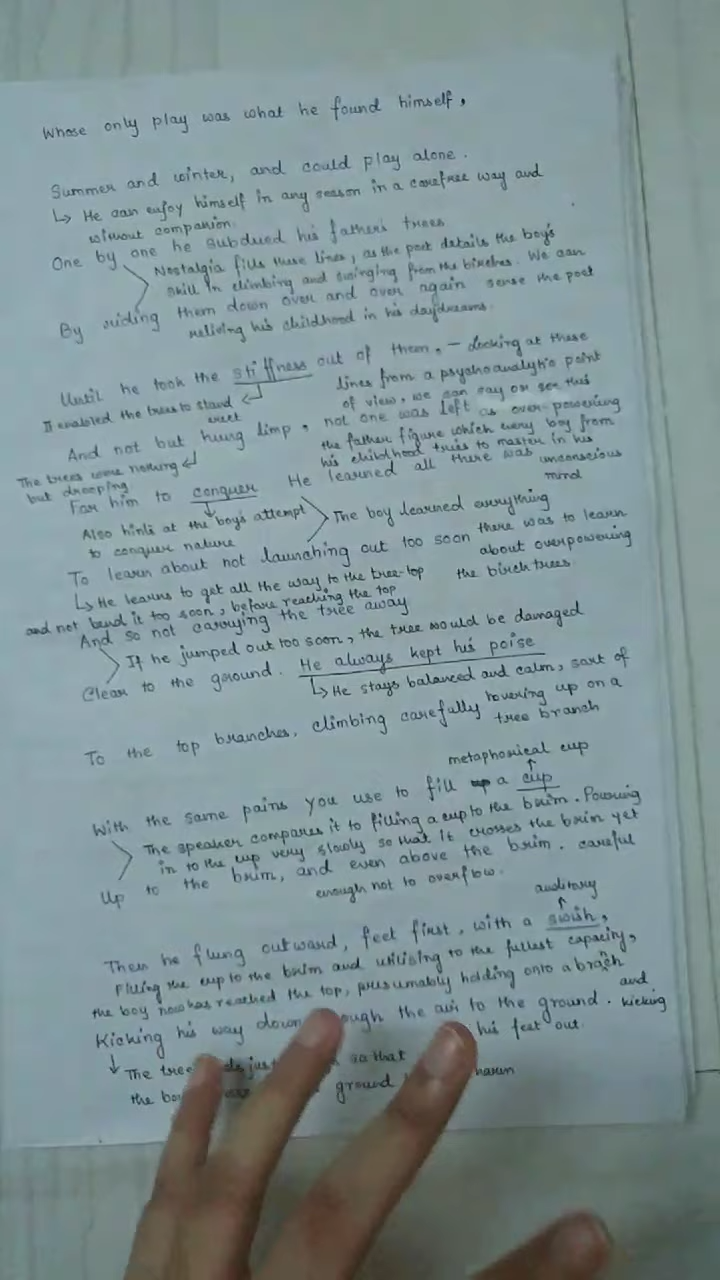 Whose only play was what he found himself,
Summer and winter, and could play alone.
↳ He can enjoy himself in any season in a carefree way and
without companion.
One by one he subdued his father's trees
Nostalgia fills these lines, as the poet details the boy's
skill in climbing and swinging from the birches. We can
By riding them down over and over again sense the poet
reliving his childhood in his daydreams.
Until he took the stiffness out of them. – Looking at these
It enabled the trees to stand erect
lines from a psychoanalytic point
of view, we can say or see this
And not but hung limp, not one was left as over-powering
The trees were nothing but drooping
the father figure which every boy from
his childhood tries to master in his
unconscious mind
For him to conquer He learned all there was
Also hints at the boy's attempt to conquer nature
The boy learned everything
there was to learn
about overpowering
the birch trees
To learn about not launching out too soon
↳ He learns to get all the way to the tree-top
and not bend it too soon, before reaching the top
And so not carrying the tree away
If he jumped out too soon, the tree would be damaged
Clear to the ground. He always kept his poise
↳ He stays balanced and calm, sort of
hovering up on a
tree branch
To the top branches, climbing carefully
metaphorical cup
With the same pains you use to fill a cup
The speaker compares it to filling a cup to the brim. Pouring
in to the cup very slowly so that it crosses the brim yet
Up to the brim, and even above the brim. careful
enough not to overflow.
auditory
Then he flung outward, feet first, with a swish,
Filling the cup to the brim and utilising to the fullest capacity,
the boy now has reached the top, presumably holding onto a branch
and kicking
his feet out.
Kicking his way down ough the air to the ground.
↓ The tree so that
the ground harm